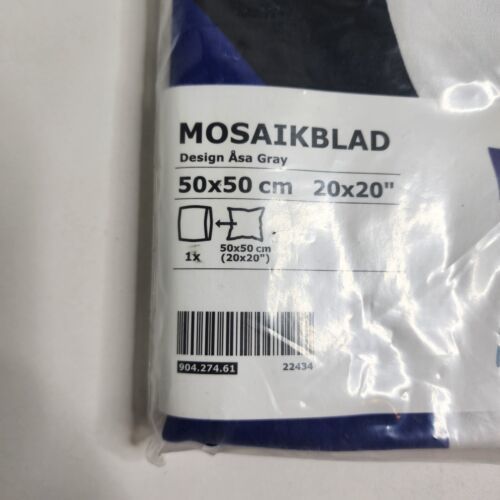 MOSAIKBLAD
Design Åsa Gray
50x50 cm 20x20"
1x
50x50 cm
(20x20")
904.274.61 22434